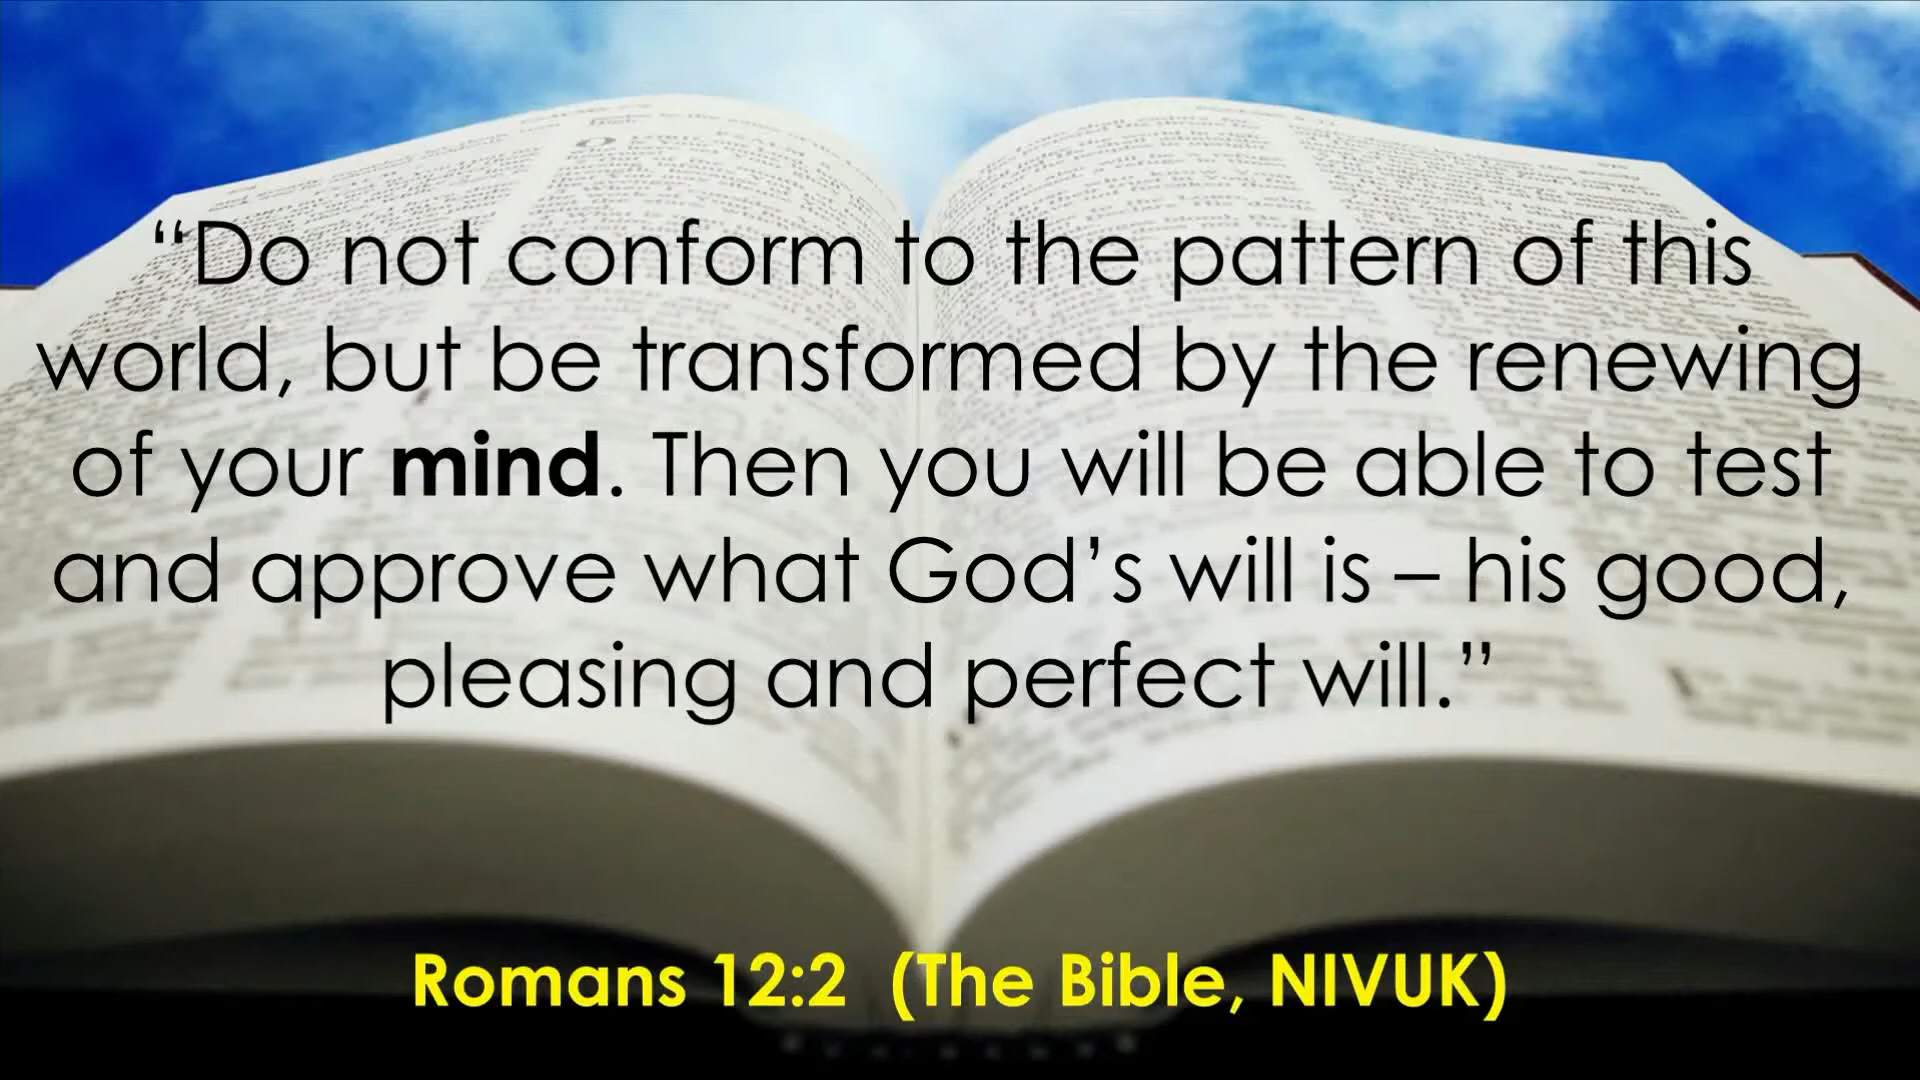 “Do not conform to the pattern of this
world, but be transformed by the renewing
of your mind. Then you will be able to test
and approve what God’s will is – his good,
pleasing and perfect will.”
Romans 12:2  (The Bible, NIVUK)